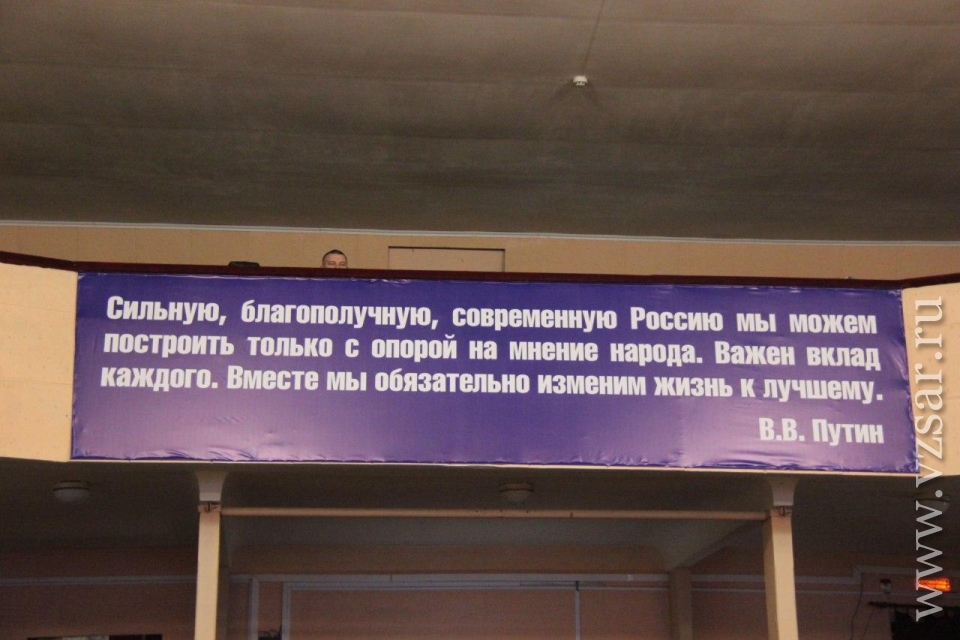 Сильную, благополучную, современную Россию мы можем
построить только с опорой на мнение народа. Важен вклад
каждого. Вместе мы обязательно изменим жизнь к лучшему.
В.В. Путин
www.vzsar.ru